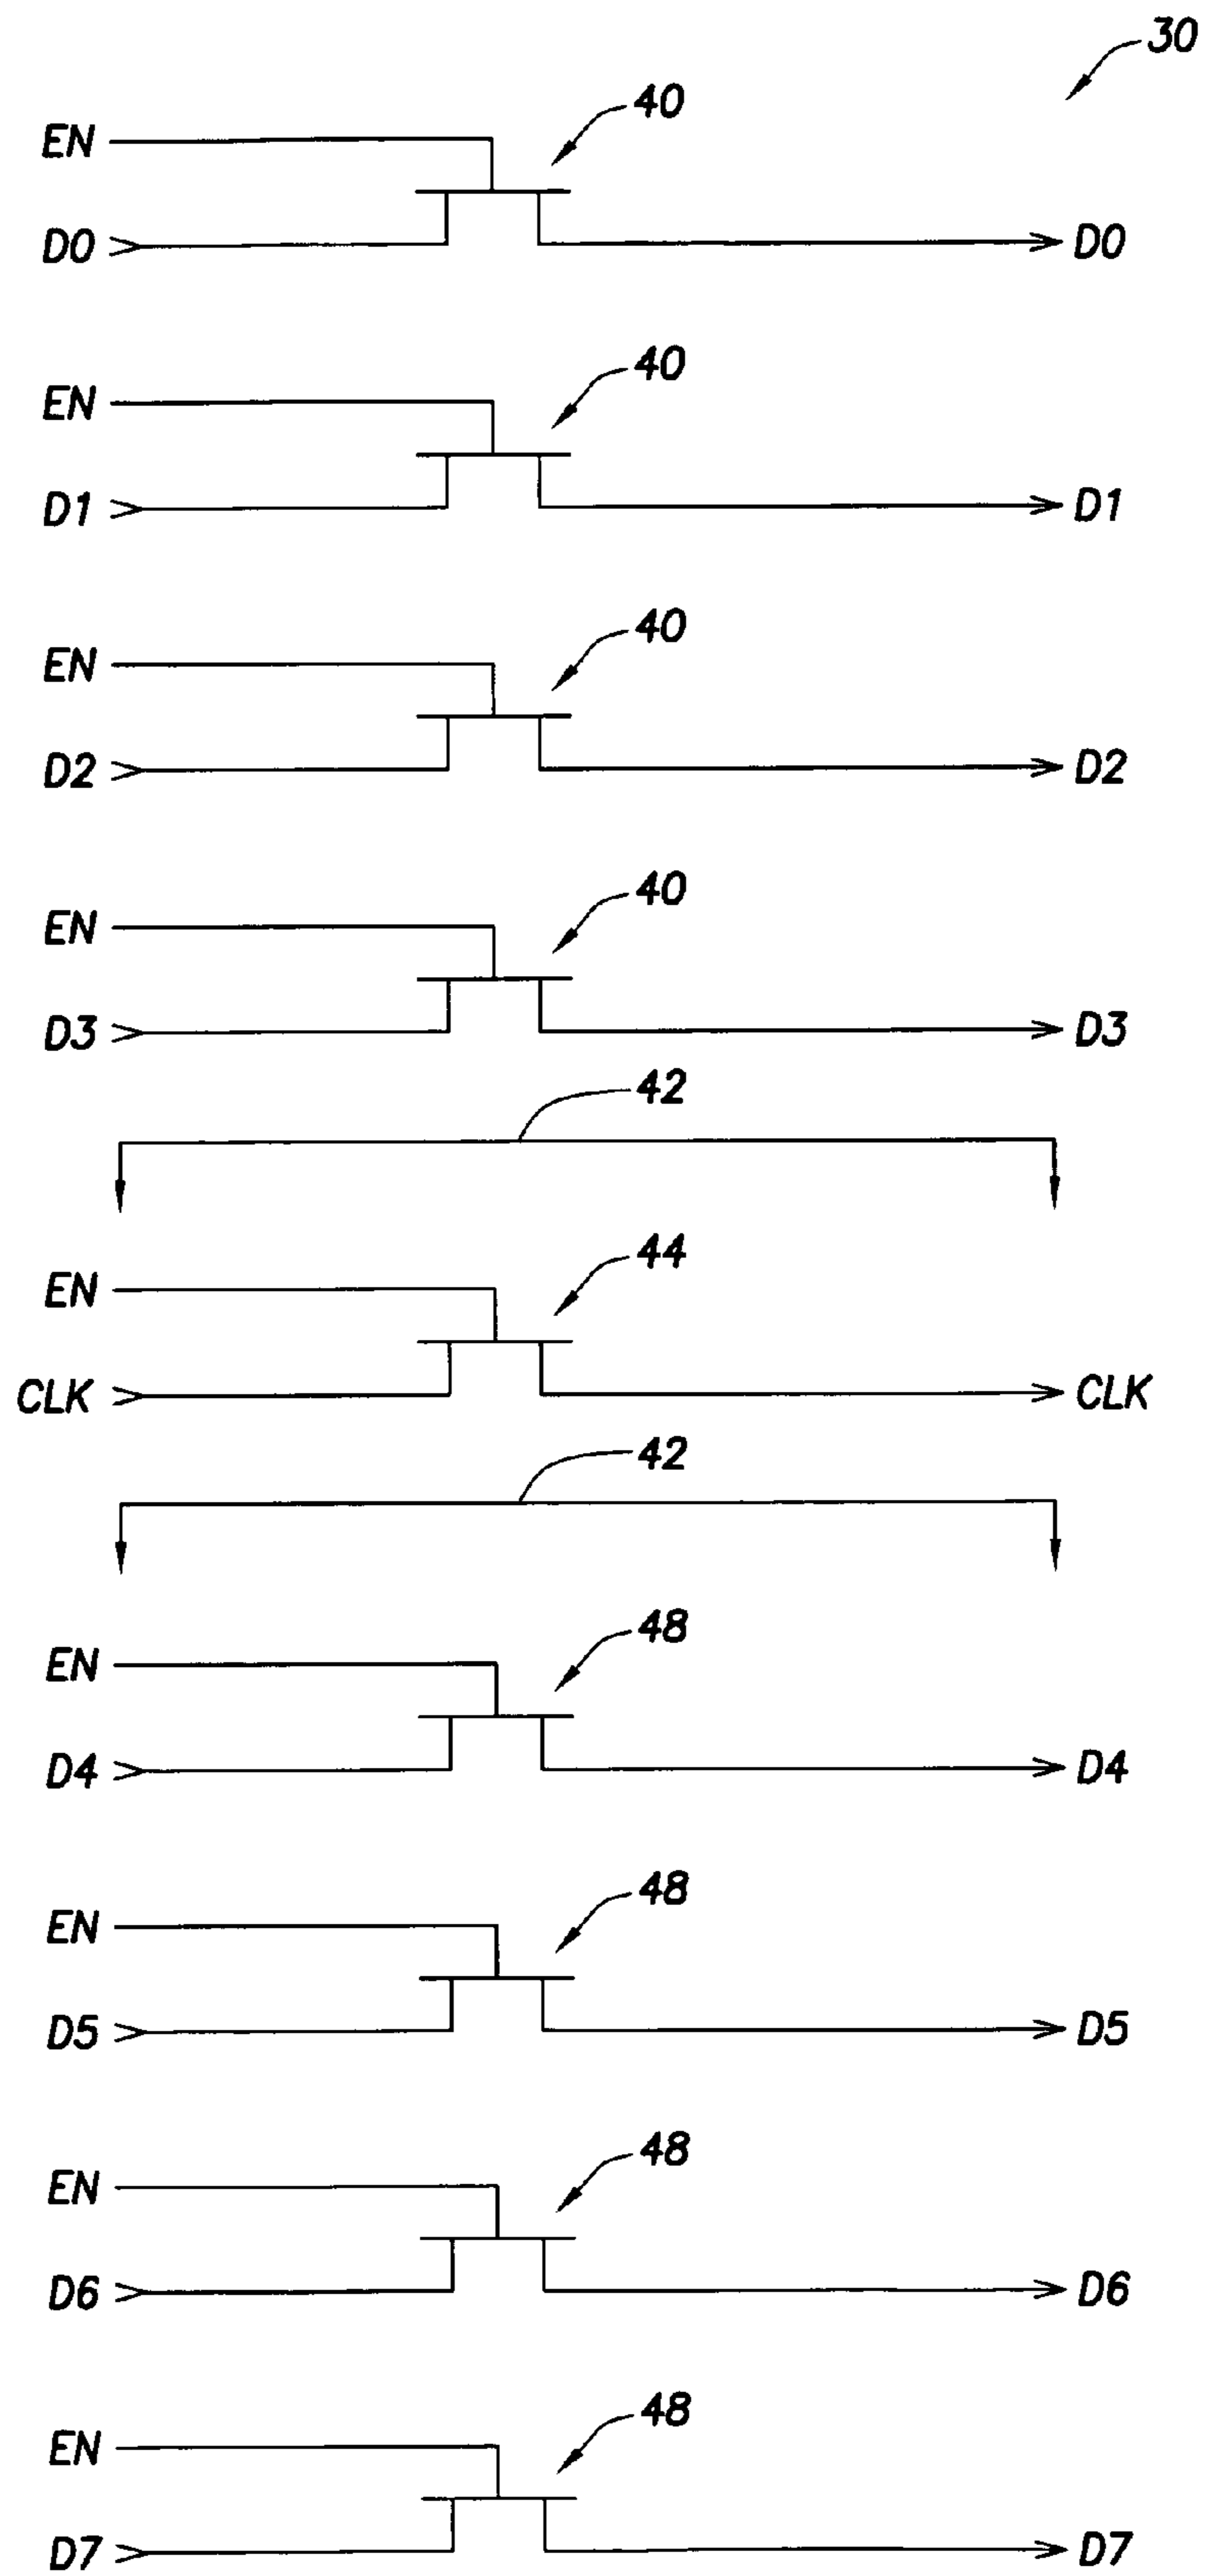 30
40
EN
D0 D0
40
EN
D1 D1
40
EN
D2 D2
40
EN
D3 D3
42
44
EN
CLK CLK
42
48
EN
D4 D4
48
EN
D5 D5
48
EN
D6 D6
48
EN
D7 D7